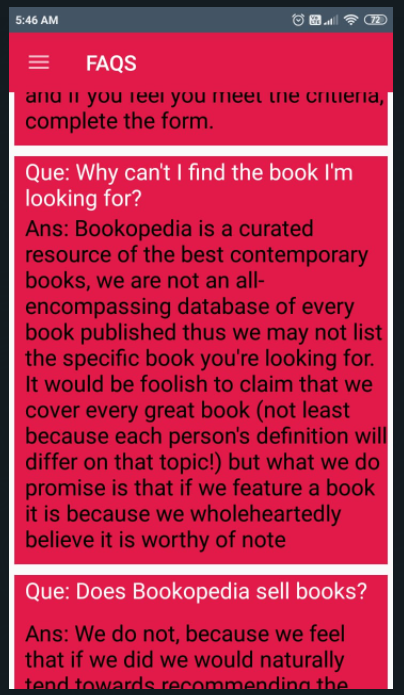 5:46 AM
72
FAQS
and if you feel you meet the critieria,
complete the form.
Que: Why can't I find the book I'm
looking for?
Ans: Bookopedia is a curated
resource of the best contemporary
books, we are not an all-
encompassing database of every
book published thus we may not list
the specific book you're looking for.
It would be foolish to claim that we
cover every great book (not least
because each person's definition will
differ on that topic!) but what we do
promise is that if we feature a book
it is because we wholeheartedly
believe it is worthy of note
Que: Does Bookopedia sell books?
Ans: We do not, because we feel
that if we did we would naturally
tend towards recommending the